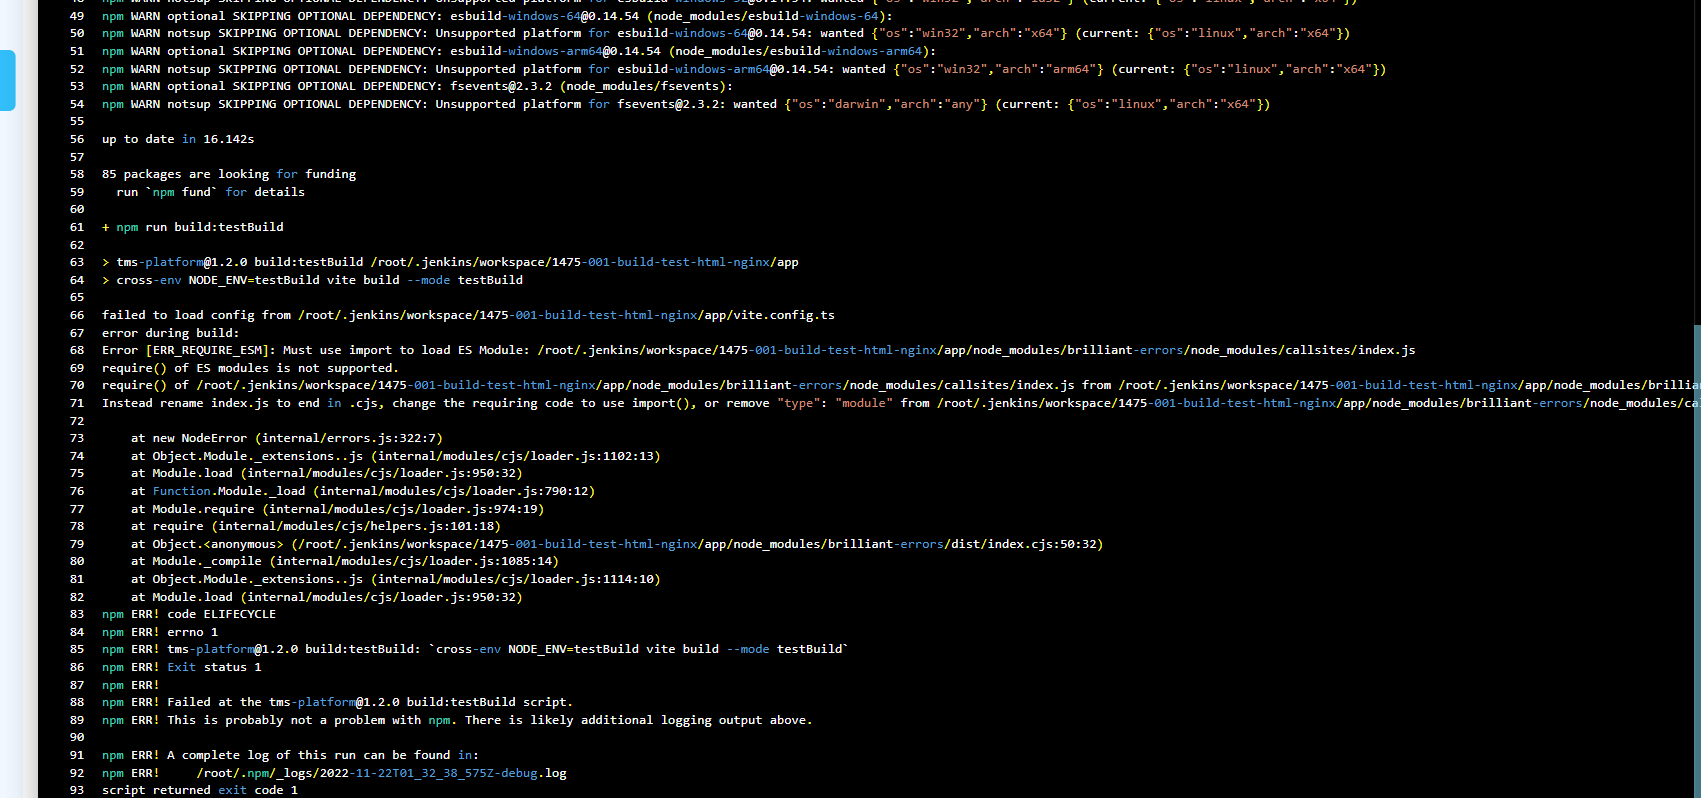 49 npm WARN optional SKIPPING OPTIONAL DEPENDENCY: esbuild-windows-64@0.14.54 (node_modules/esbuild-windows-64):
50 npm WARN notsup SKIPPING OPTIONAL DEPENDENCY: Unsupported platform for esbuild-windows-64@0.14.54: wanted {"os":"win32","arch":"x64"} (current: {"os":"linux","arch":"x64"})
51 npm WARN optional SKIPPING OPTIONAL DEPENDENCY: esbuild-windows-arm64@0.14.54 (node_modules/esbuild-windows-arm64):
52 npm WARN notsup SKIPPING OPTIONAL DEPENDENCY: Unsupported platform for esbuild-windows-arm64@0.14.54: wanted {"os":"win32","arch":"arm64"} (current: {"os":"linux","arch":"x64"})
53 npm WARN optional SKIPPING OPTIONAL DEPENDENCY: fsevents@2.3.2 (node_modules/fsevents):
54 npm WARN notsup SKIPPING OPTIONAL DEPENDENCY: Unsupported platform for fsevents@2.3.2: wanted {"os":"darwin","arch":"any"} (current: {"os":"linux","arch":"x64"})
55
56 up to date in 16.142s
57
58 85 packages are looking for funding
59 run `npm fund` for details
60
61 + npm run build:testBuild
62
63 > tms-platform@1.2.0 build:testBuild /root/.jenkins/workspace/1475-001-build-test-html-nginx/app
64 > cross-env NODE_ENV=testBuild vite build --mode testBuild
65
66 failed to load config from /root/.jenkins/workspace/1475-001-build-test-html-nginx/app/vite.config.ts
67 error during build:
68 Error [ERR_REQUIRE_ESM]: Must use import to load ES Module: /root/.jenkins/workspace/1475-001-build-test-html-nginx/app/node_modules/brilliant-errors/node_modules/callsites/index.js
69 require() of ES modules is not supported.
70 require() of /root/.jenkins/workspace/1475-001-build-test-html-nginx/app/node_modules/brilliant-errors/node_modules/callsites/index.js from /root/.jenkins/workspace/1475-001-build-test-html-nginx/app/node_modules/brillia
71 Instead rename index.js to end in .cjs, change the requiring code to use import(), or remove "type": "module" from /root/.jenkins/workspace/1475-001-build-test-html-nginx/app/node_modules/brilliant-errors/node_modules/ca
72
73 at new NodeError (internal/errors.js:322:7)
74 at Object.Module._extensions..js (internal/modules/cjs/loader.js:1102:13)
75 at Module.load (internal/modules/cjs/loader.js:950:32)
76 at Function.Module._load (internal/modules/cjs/loader.js:790:12)
77 at Module.require (internal/modules/cjs/loader.js:974:19)
78 at require (internal/modules/cjs/helpers.js:101:18)
79 at Object.<anonymous> (/root/.jenkins/workspace/1475-001-build-test-html-nginx/app/node_modules/brilliant-errors/dist/index.cjs:50:32)
80 at Module._compile (internal/modules/cjs/loader.js:1085:14)
81 at Object.Module._extensions..js (internal/modules/cjs/loader.js:1114:10)
82 at Module.load (internal/modules/cjs/loader.js:950:32)
83 npm ERR! code ELIFECYCLE
84 npm ERR! errno 1
85 npm ERR! tms-platform@1.2.0 build:testBuild: `cross-env NODE_ENV=testBuild vite build --mode testBuild`
86 npm ERR! Exit status 1
87 npm ERR!
88 npm ERR! Failed at the tms-platform@1.2.0 build:testBuild script.
89 npm ERR! This is probably not a problem with npm. There is likely additional logging output above.
90
91 npm ERR! A complete log of this run can be found in:
92 npm ERR! /root/.npm/_logs/2022-11-22T01_32_38_575Z-debug.log
93 script returned exit code 1